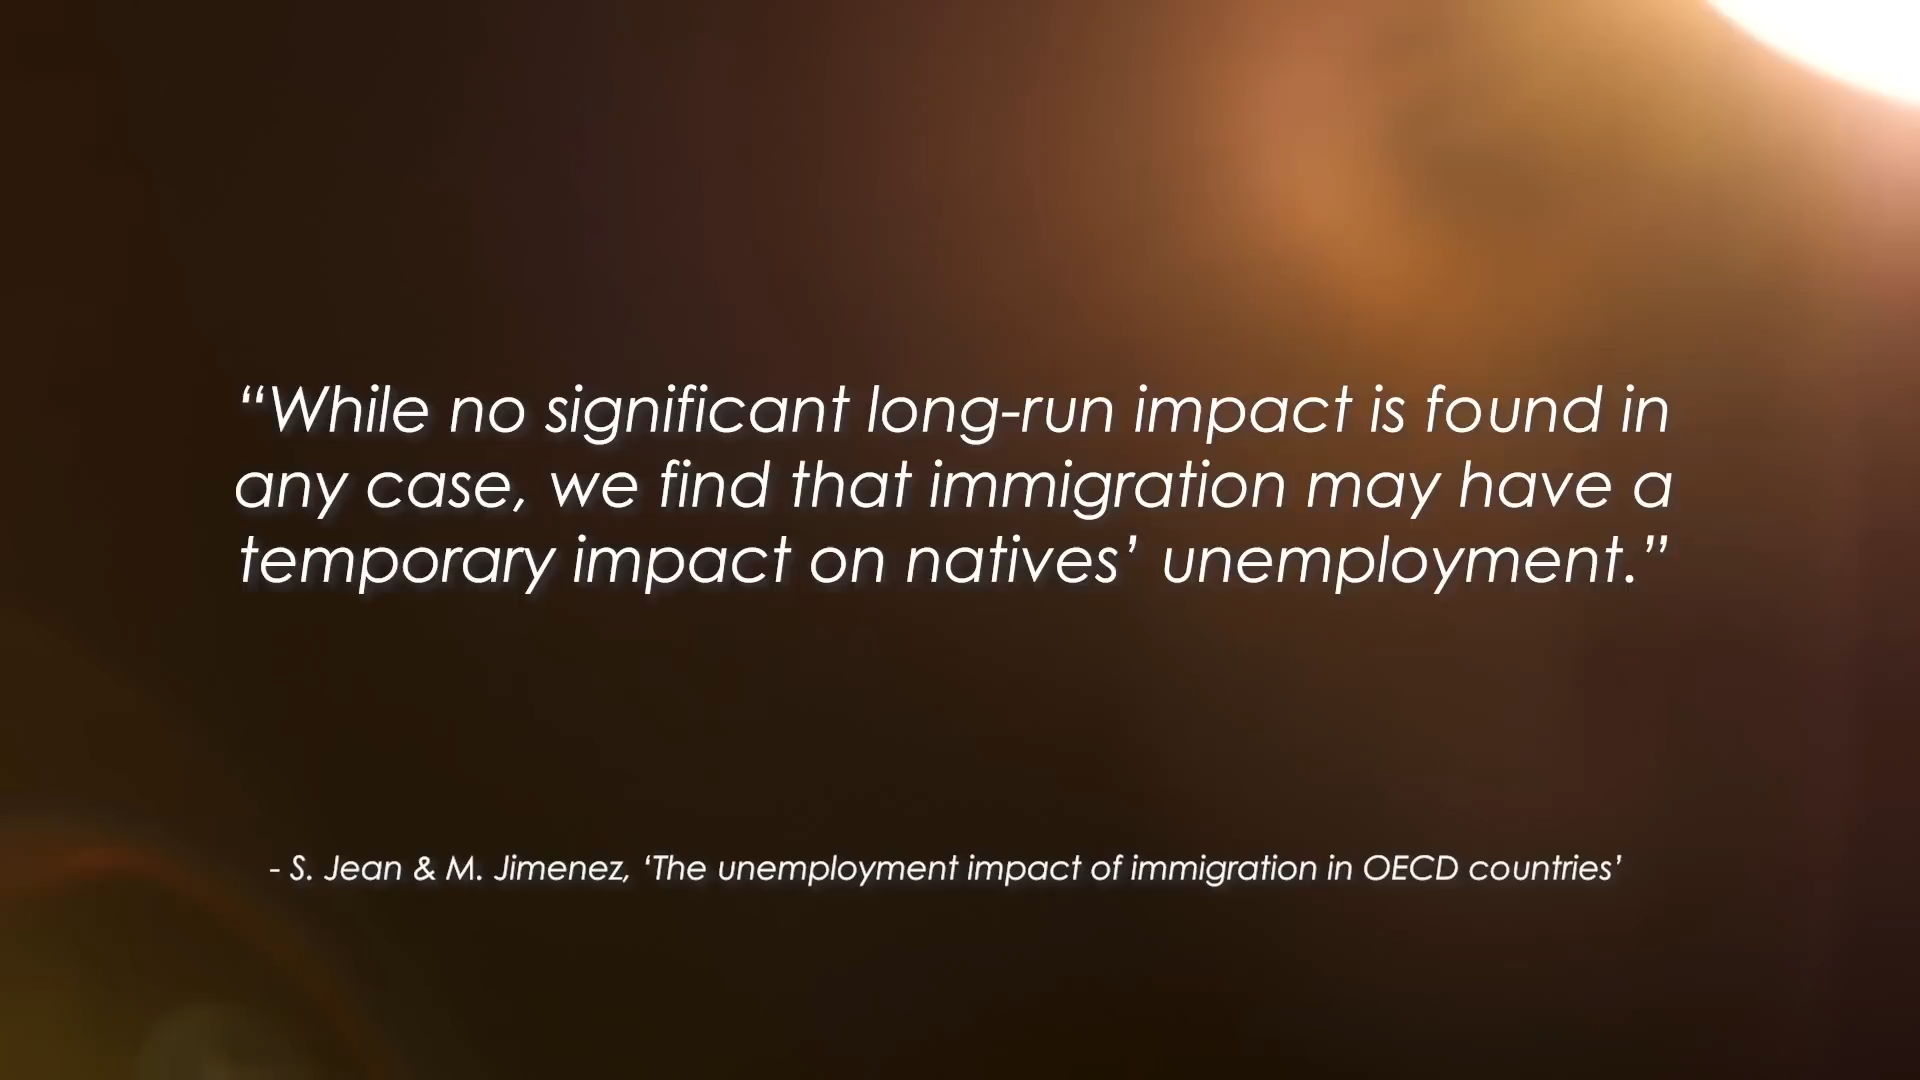 “While no significant long-run impact is found in
any case, we find that immigration may have a
temporary impact on natives’ unemployment.”
- S. Jean & M. Jimenez, ‘The unemployment impact of immigration in OECD countries’